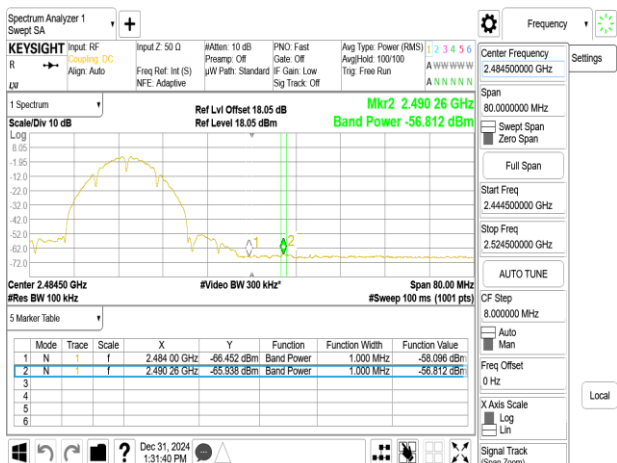 Spectrum Analyzer 1
Swept SA
Frequency
KEYSIGHT
R
Input: RF
Coupling: DC
Align: Auto
Input Z: 50 Ω
Freq Ref: Int (S)
NFE: Adaptive
#Atten: 10 dB
Preamp: Off
µW Path: Standard
PNO: Fast
Gate: Off
IF Gain: Low
Sig Track: Off
Avg Type: Power (RMS)
Avg|Hold: 100/100
Trig: Free Run
1 2 3 4 5 6
A W W W W W
A N N N N N
1 Spectrum
Scale/Div 10 dB
Ref Lvl Offset 18.05 dB
Ref Level 18.05 dBm
Mkr2 2.490 26 GHz
Band Power -56.812 dBm
Log
8.05
-1.95
-12.0
-22.0
-32.0
-42.0
-52.0
-62.0
-72.0
1
2
Center 2.48450 GHz
#Res BW 100 kHz
#Video BW 300 kHz*
Span 80.00 MHz
#Sweep 100 ms (1001 pts)
5 Marker Table
Mode Trace Scale X Y Function Function Width Function Value
1 N 1 f 2.484 00 GHz -66.452 dBm Band Power 1.000 MHz -58.096 dBm
2 N 1 f 2.490 26 GHz -65.938 dBm Band Power 1.000 MHz -56.812 dBm
3
4
5
6
?
Dec 31, 2024
1:31:40 PM
Center Frequency
2.484500000 GHz
Settings
Span
80.0000000 MHz
Swept Span
Zero Span
Full Span
Start Freq
2.444500000 GHz
Stop Freq
2.524500000 GHz
AUTO TUNE
CF Step
8.000000 MHz
Auto
Man
Freq Offset
0 Hz
Local
X Axis Scale
Log
Lin
Signal Track
(Span Zoom)